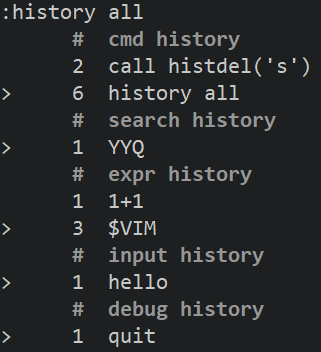 :history all
# cmd history
2 call histdel('s')
> 6 history all
# search history
> 1 YYQ
# expr history
1 1+1
> 3 $VIM
# input history
> 1 hello
# debug history
> 1 quit